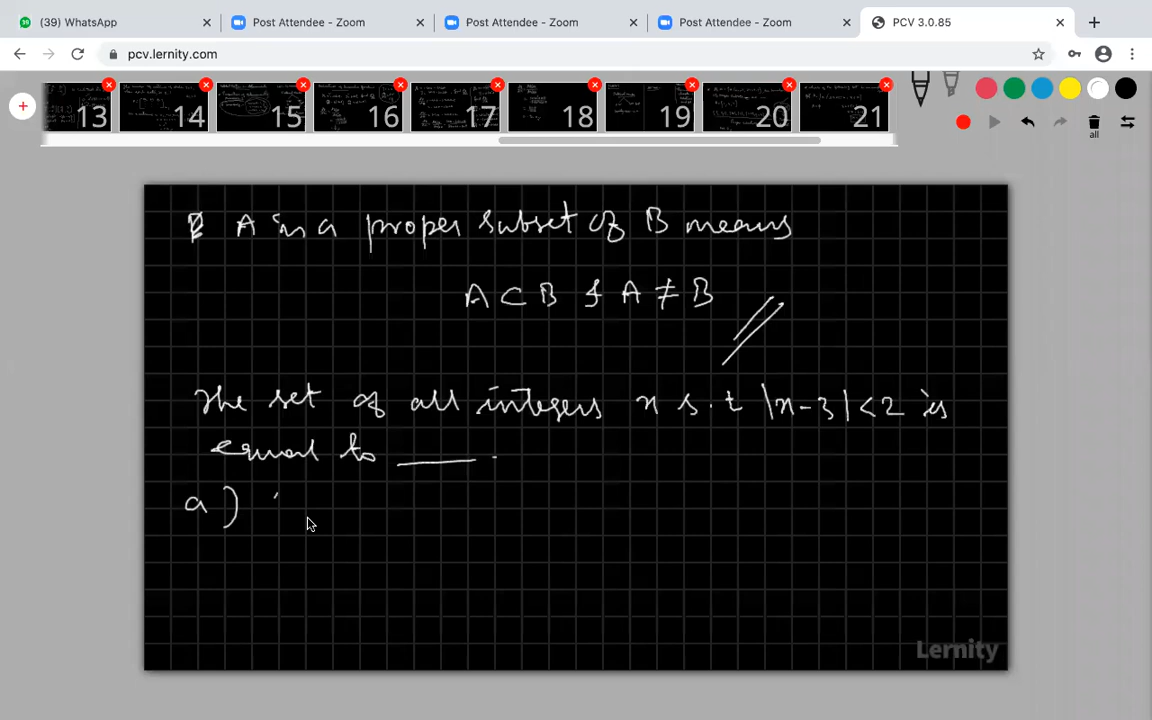 (39) WhatsApp
Post Attendee - Zoom
Post Attendee - Zoom
Post Attendee - Zoom
PCV 3.0.85
pcv.lernity.com
13 14 15 16 17 18 19 20 21
all
A is a proper subset of B means
A ⊂ B & A ≠ B
The set of all integers x s.t |x-3| < 2 is
equal to ____.
a)
Lernity